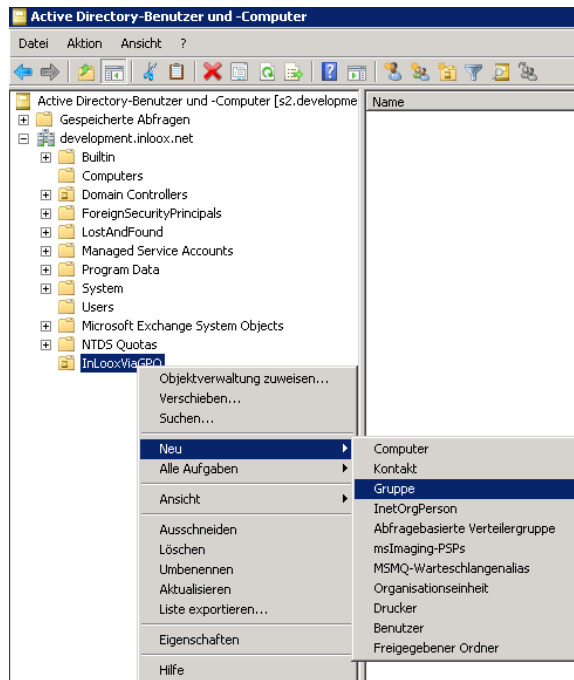 Active Directory-Benutzer und -Computer
Datei Aktion Ansicht ?
Active Directory-Benutzer und -Computer [s2.developme
Name
Gespeicherte Abfragen
development.inloox.net
Builtin
Computers
Domain Controllers
ForeignSecurityPrincipals
LostAndFound
Managed Service Accounts
Program Data
System
Users
Microsoft Exchange System Objects
NTDS Quotas
InLooxViaGPO
Objektverwaltung zuweisen...
Verschieben...
Suchen...
Neu
Alle Aufgaben
Ansicht
Ausschneiden
Löschen
Umbenennen
Aktualisieren
Liste exportieren...
Eigenschaften
Hilfe
Computer
Kontakt
Gruppe
InetOrgPerson
Abfragebasierte Verteilergruppe
msImaging-PSPs
MSMQ-Warteschlangenalias
Organisationseinheit
Drucker
Benutzer
Freigegebener Ordner